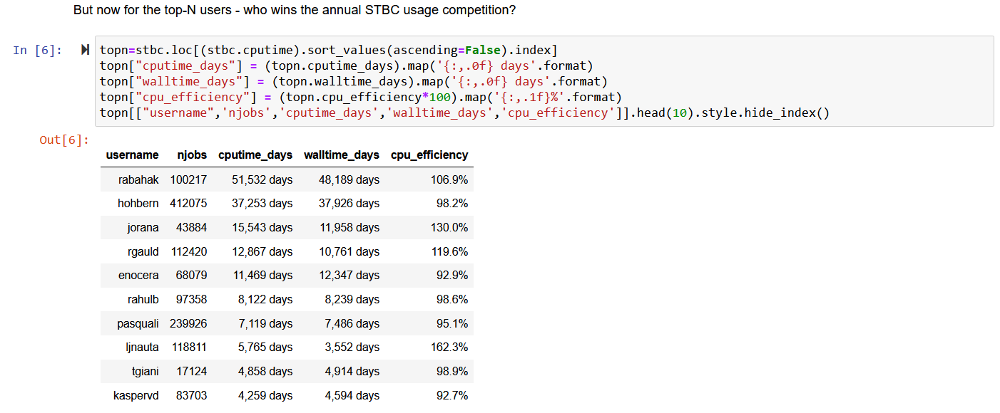 But now for the top-N users - who wins the annual STBC usage competition?
In [6]:
topn=stbc.loc[(stbc.cputime).sort_values(ascending=False).index]
topn["cputime_days"] = (topn.cputime_days).map('{:,.0f} days'.format)
topn["walltime_days"] = (topn.walltime_days).map('{:,.0f} days'.format)
topn["cpu_efficiency"] = (topn.cpu_efficiency*100).map('{:,.1f}%'.format)
topn[["username",'njobs','cputime_days','walltime_days','cpu_efficiency']].head(10).style.hide_index()
Out[6]:
username njobs cputime_days walltime_days cpu_efficiency
rabahak 100217 51,532 days 48,189 days 106.9%
hohbern 412075 37,253 days 37,926 days 98.2%
jorana 43884 15,543 days 11,958 days 130.0%
rgauld 112420 12,867 days 10,761 days 119.6%
enocera 68079 11,469 days 12,347 days 92.9%
rahulb 97358 8,122 days 8,239 days 98.6%
pasquali 239926 7,119 days 7,486 days 95.1%
ljnauta 118811 5,765 days 3,552 days 162.3%
tgiani 17124 4,858 days 4,914 days 98.9%
kaspervd 83703 4,259 days 4,594 days 92.7%